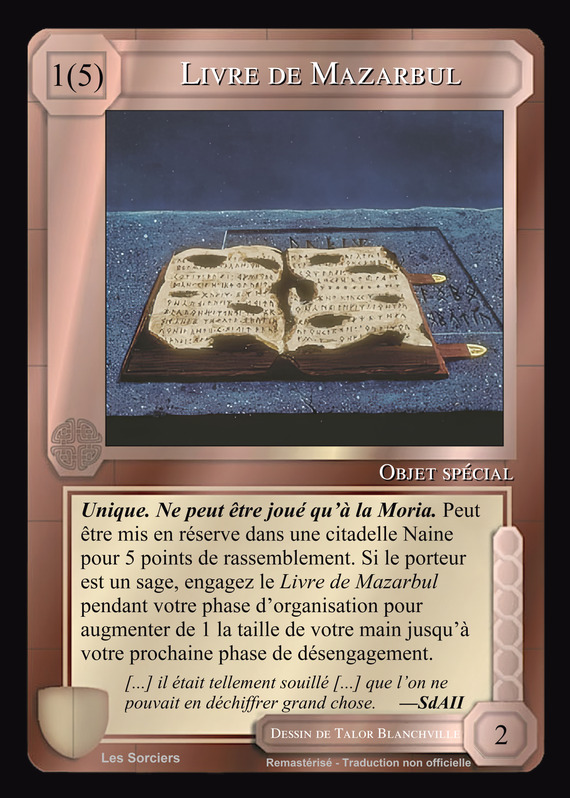 1(5)
Livre de Mazarbul
Objet spécial
Unique. Ne peut être joué qu'à la Moria. Peut
être mis en réserve dans une citadelle Naine
pour 5 points de rassemblement. Si le porteur
est un sage, engagez le Livre de Mazarbul
pendant votre phase d'organisation pour
augmenter de 1 la taille de votre main jusqu'à
votre prochaine phase de désengagement.
[...] il était tellement souillé [...] que l'on ne
pouvait en déchiffrer grand chose. —SdAII
Dessin de Talor Blanchville
2
Les Sorciers
Remastérisé - Traduction non officielle